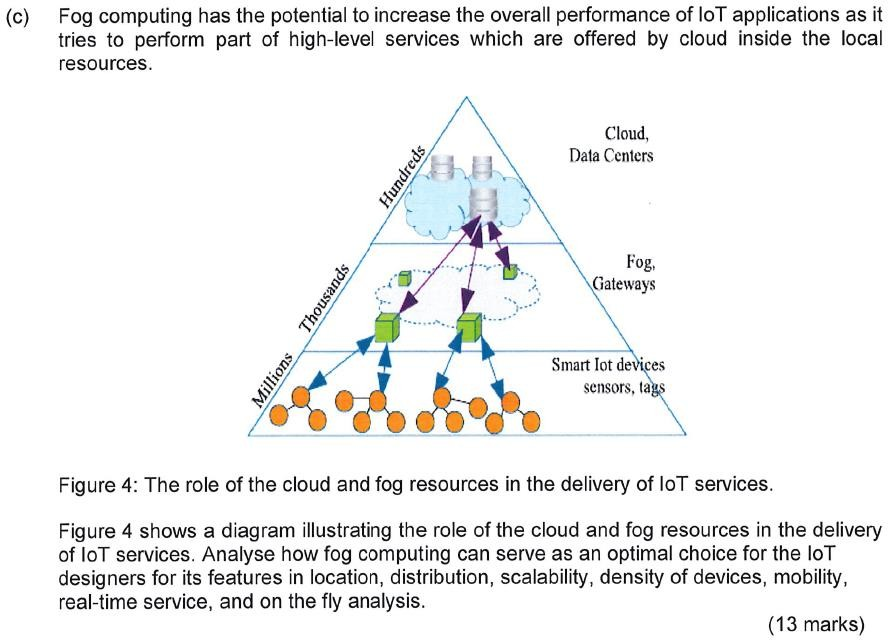 (c) Fog computing has the potential to increase the overall performance of IoT applications as it
tries to perform part of high-level services which are offered by cloud inside the local
resources.
Cloud,
Data Centers
Hundreds
Fog,
Gateways
Thousands
Smart Iot devices
sensors, tags
Millions
Figure 4: The role of the cloud and fog resources in the delivery of IoT services.
Figure 4 shows a diagram illustrating the role of the cloud and fog resources in the delivery
of IoT services. Analyse how fog computing can serve as an optimal choice for the IoT
designers for its features in location, distribution, scalability, density of devices, mobility,
real-time service, and on the fly analysis.
(13 marks)